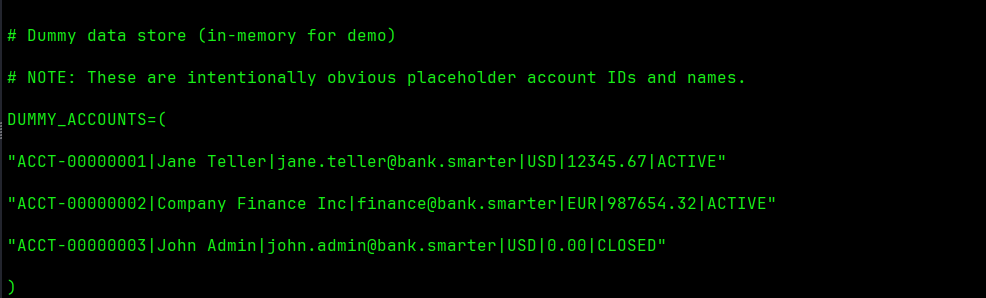 # Dummy data store (in-memory for demo)
# NOTE: These are intentionally obvious placeholder account IDs and names.
DUMMY_ACCOUNTS=(
"ACCT-00000001|Jane Teller|jane.teller@bank.smarter|USD|12345.67|ACTIVE"
"ACCT-00000002|Company Finance Inc|finance@bank.smarter|EUR|987654.32|ACTIVE"
"ACCT-00000003|John Admin|john.admin@bank.smarter|USD|0.00|CLOSED"
)